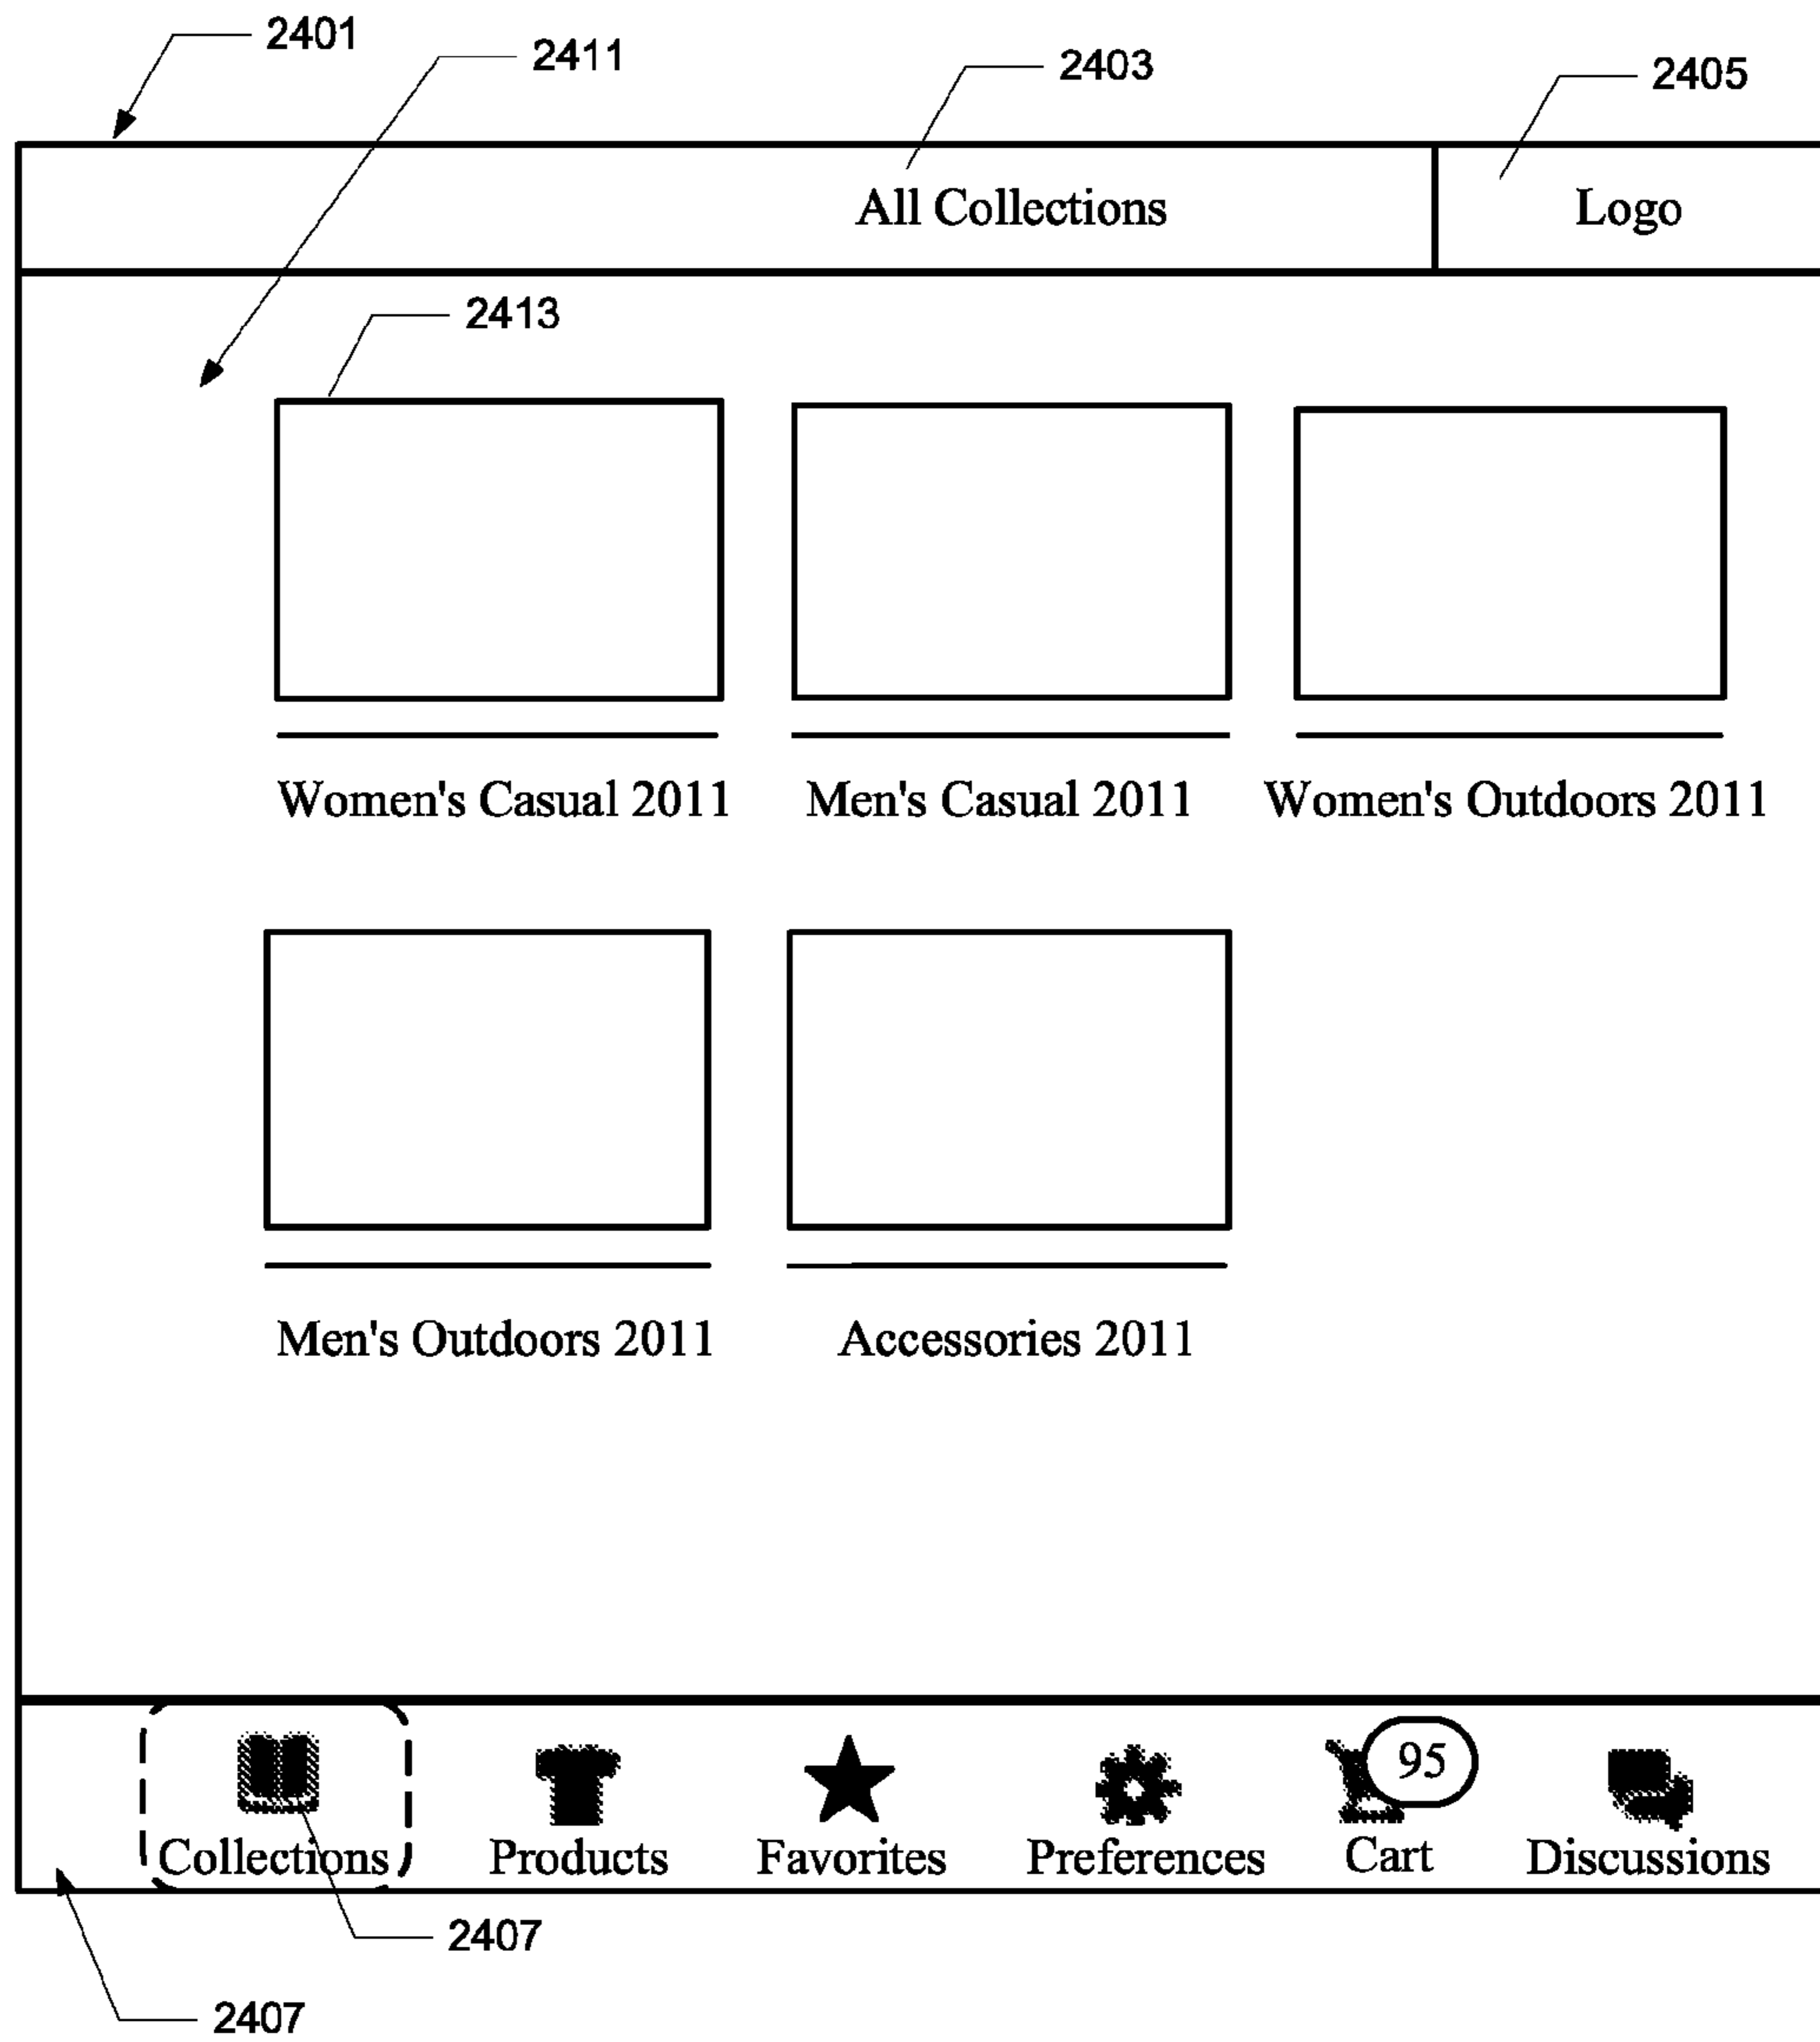 2401
2411
2403
2405
All Collections
Logo
2413
Women's Casual 2011
Men's Casual 2011
Women's Outdoors 2011
Men's Outdoors 2011
Accessories 2011
95
Collections
Products
Favorites
Preferences
Cart
Discussions
2407
2407